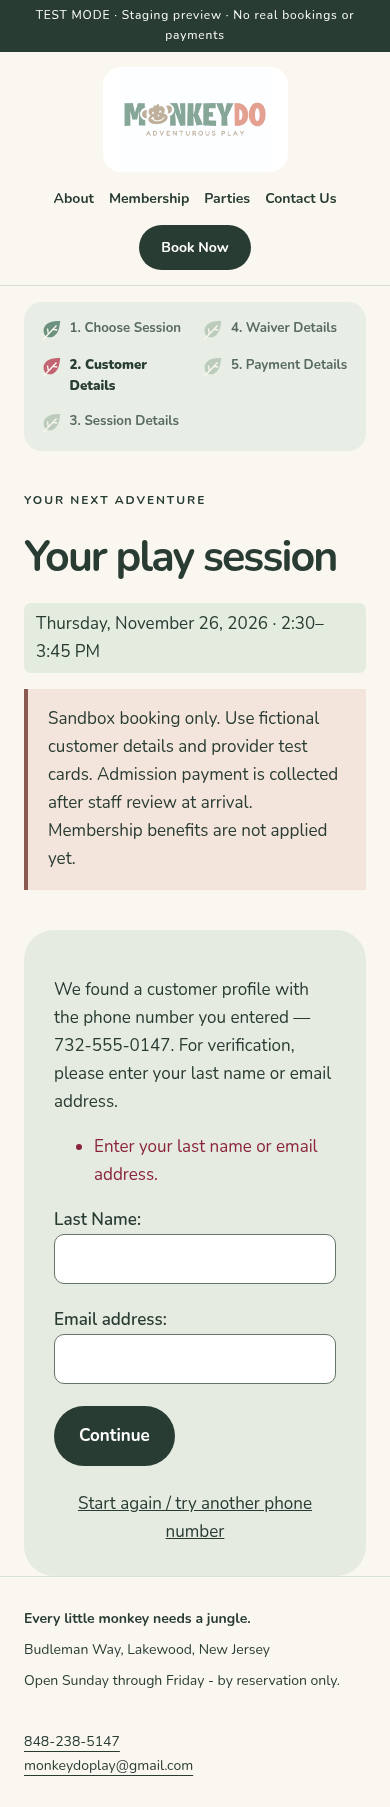 TEST MODE · Staging preview · No real bookings or
payments
MONKEYDO
ADVENTUROUS PLAY
About Membership Parties Contact Us
Book Now
1. Choose Session
2. Customer
Details
3. Session Details
4. Waiver Details
5. Payment Details
YOUR NEXT ADVENTURE
Your play session
Thursday, November 26, 2026 · 2:30–
3:45 PM
Sandbox booking only. Use fictional
customer details and provider test
cards. Admission payment is collected
after staff review at arrival.
Membership benefits are not applied
yet.
We found a customer profile with
the phone number you entered —
732-555-0147. For verification,
please enter your last name or email
address.
• Enter your last name or email
address.
Last Name:
Email address:
Continue
Start again / try another phone
number
Every little monkey needs a jungle.
Budleman Way, Lakewood, New Jersey
Open Sunday through Friday - by reservation only.
848-238-5147
monkeydoplay@gmail.com